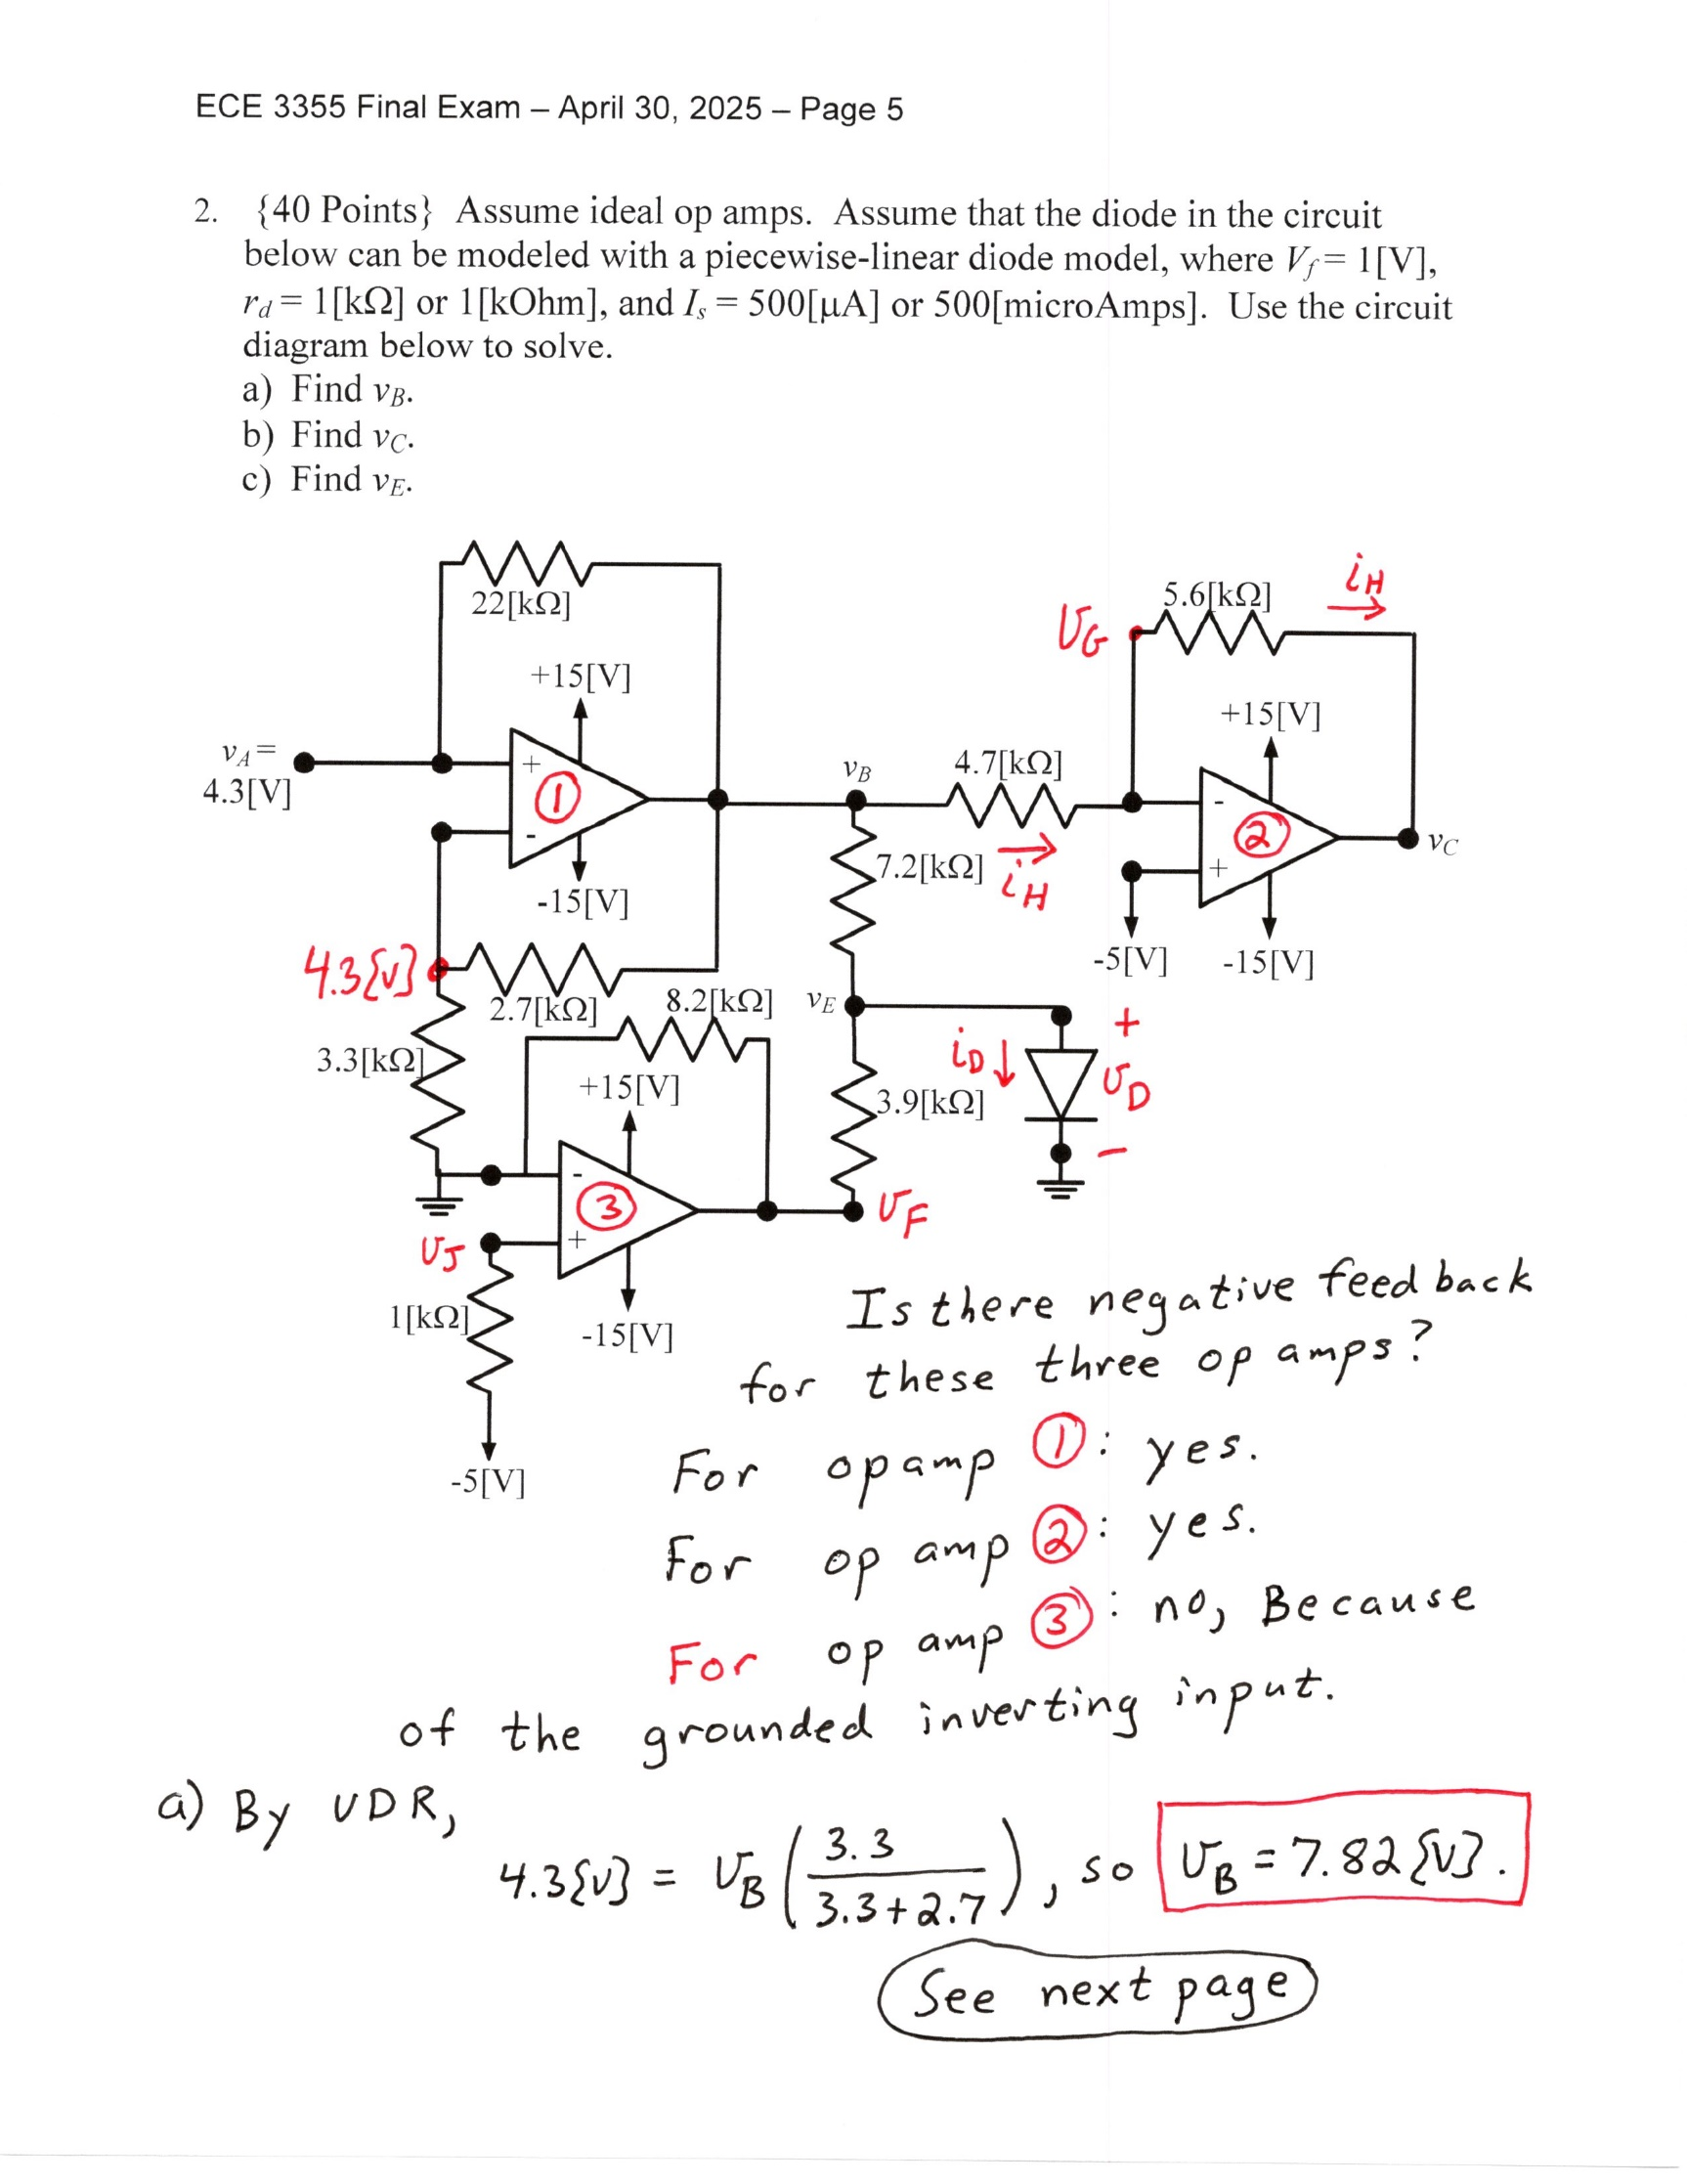 ECE 3355 Final Exam – April 30, 2025 – Page 5
2. {40 Points} Assume ideal op amps. Assume that the diode in the circuit
below can be modeled with a piecewise-linear diode model, where Vf = 1[V],
rd = 1[kΩ] or 1[kOhm], and Is = 500[μA] or 500[microAmps]. Use the circuit
diagram below to solve.
a) Find vB.
b) Find vC.
c) Find vE.
22[kΩ]
+15[V]
vA =
4.3[V]
+
①
-
-15[V]
4.3[V]
2.7[kΩ]
3.3[kΩ]
vB
4.7[kΩ]
iH
vG
5.6[kΩ]
iH
+15[V]
-
②
+
vC
-5[V]
-15[V]
7.2[kΩ]
8.2[kΩ]
vE
+15[V]
3.9[kΩ]
iD
+
vD
-
-
③
+
vF
vJ
1[kΩ]
-15[V]
-5[V]
Is there negative feedback
for these three op amps?
For op amp ①: yes.
For op amp ②: yes.
For op amp ③: no, Because
of the grounded inverting input.
a) By VDR,
4.3[V] = vB (3.3 / 3.3+2.7), so vB = 7.82[V].
See next page